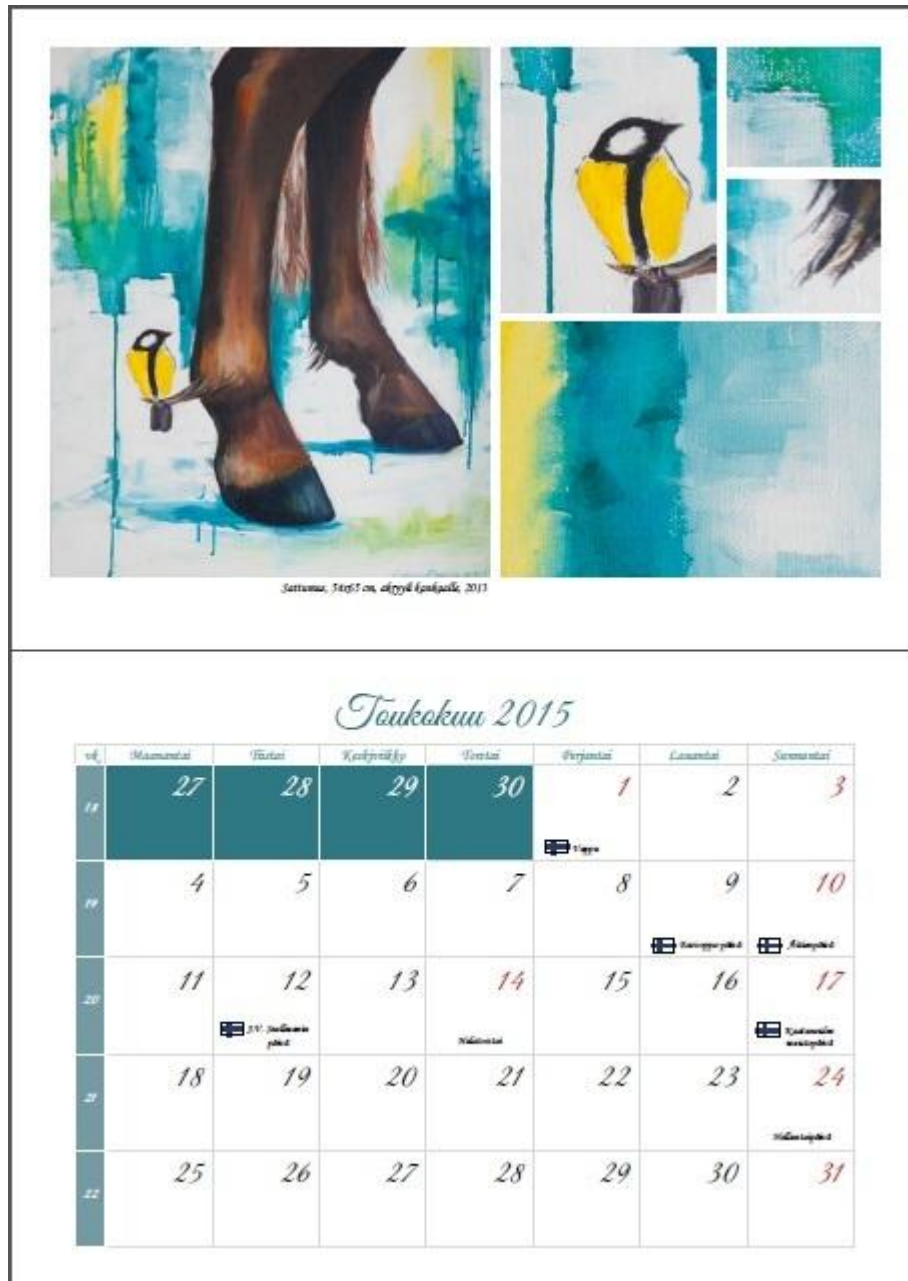 Sattumus, 54x65 cm, akryyli kankaalle, 2013
Toukokuu 2015
vk Maanantai Tiistai Keskiviikko Torstai Perjantai Lauantai Sunnuntai
18 27 28 29 30 1 2 3
Vappu
19 4 5 6 7 8 9 10
Eurooppa-päivä Äitienpäivä
20 11 12 13 14 15 16 17
J.V. Snellmanin Helatorstai Kaatuneiden
päivä muistopäivä
21 18 19 20 21 22 23 24
Helluntaipäivä
22 25 26 27 28 29 30 31